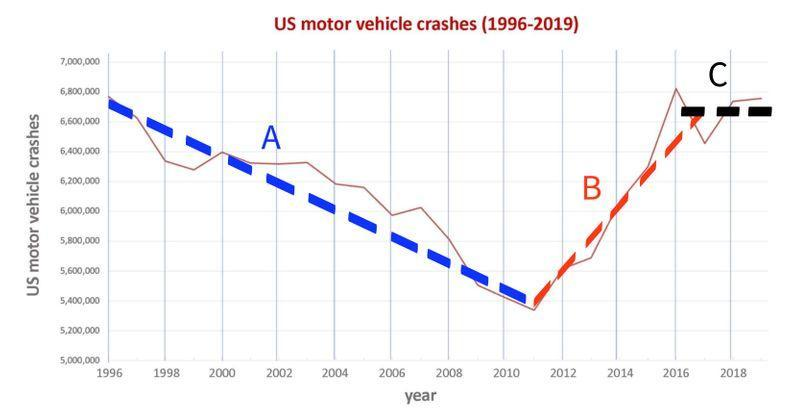 US motor vehicle crashes (1996-2019)
US motor vehicle crashes
7,000,000
6,800,000
6,600,000
6,400,000
6,200,000
6,000,000
5,800,000
5,600,000
5,400,000
5,200,000
5,000,000
A
B
C
1996 1998 2000 2002 2004 2006 2008 2010 2012 2014 2016 2018
year